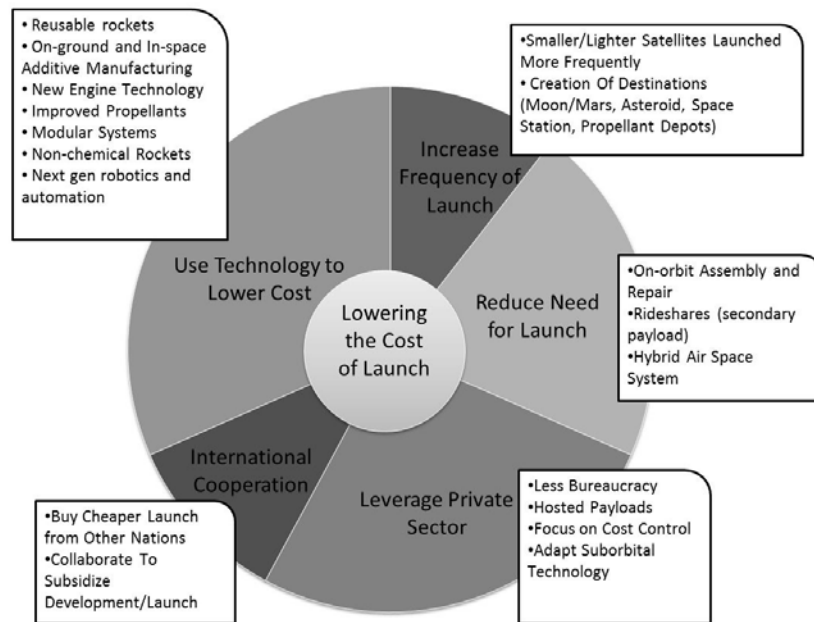 • Reusable rockets
• On-ground and In-space
Additive Manufacturing
• New Engine Technology
• Improved Propellants
• Modular Systems
• Non-chemical Rockets
• Next gen robotics and
automation
•Smaller/Lighter Satellites Launched
More Frequently
• Creation Of Destinations
(Moon/Mars, Asteroid, Space
Station, Propellant Depots)
Increase
Frequency of
Launch
Use Technology to
Lower Cost
Lowering
the Cost
of Launch
Reduce Need
for Launch
•On-orbit Assembly and
Repair
•Rideshares (secondary
payload)
•Hybrid Air Space
System
International
Cooperation
Leverage Private
Sector
•Buy Cheaper Launch
from Other Nations
•Collaborate To
Subsidize
Development/Launch
•Less Bureaucracy
•Hosted Payloads
•Focus on Cost Control
•Adapt Suborbital
Technology